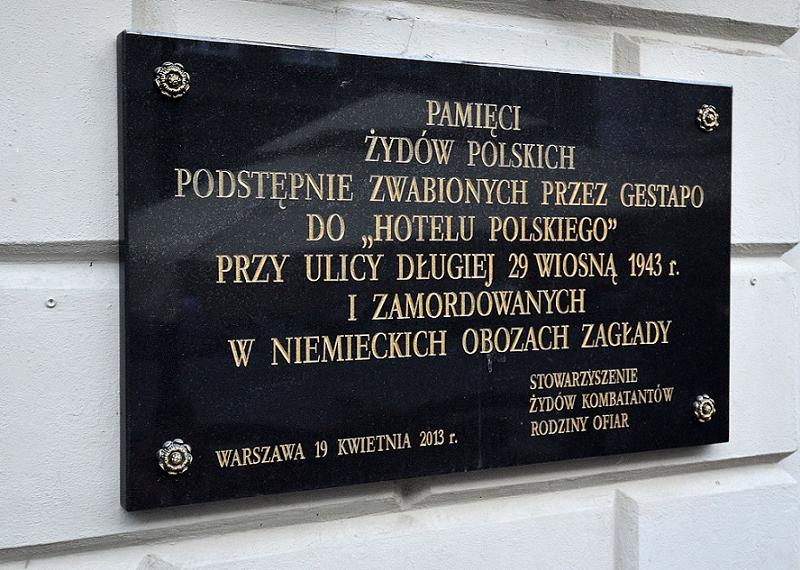 PAMIĘCI
ŻYDÓW POLSKICH
PODSTĘPNIE ZWABIONYCH PRZEZ GESTAPO
DO „HOTELU POLSKIEGO”
PRZY ULICY DŁUGIEJ 29 WIOSNĄ 1943 r.
I ZAMORDOWANYCH
W NIEMIECKICH OBOZACH ZAGŁADY
STOWARZYSZENIE
ŻYDÓW KOMBATANTÓW
RODZINY OFIAR
WARSZAWA 19 KWIETNIA 2013 r.